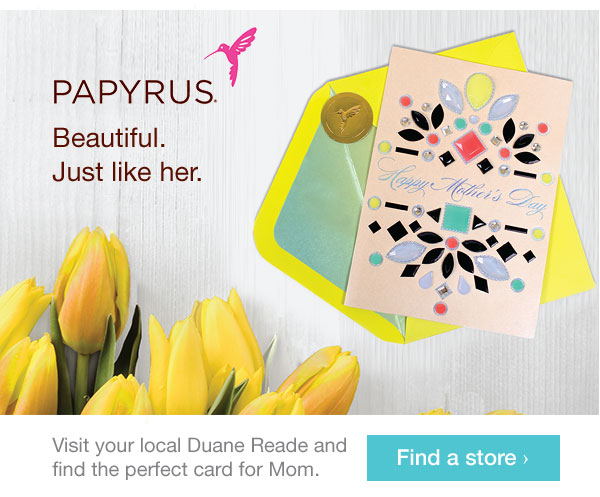 PAPYRUS®
Beautiful.
Just like her.
Happy Mother's Day
Visit your local Duane Reade and
find the perfect card for Mom.
Find a store ›